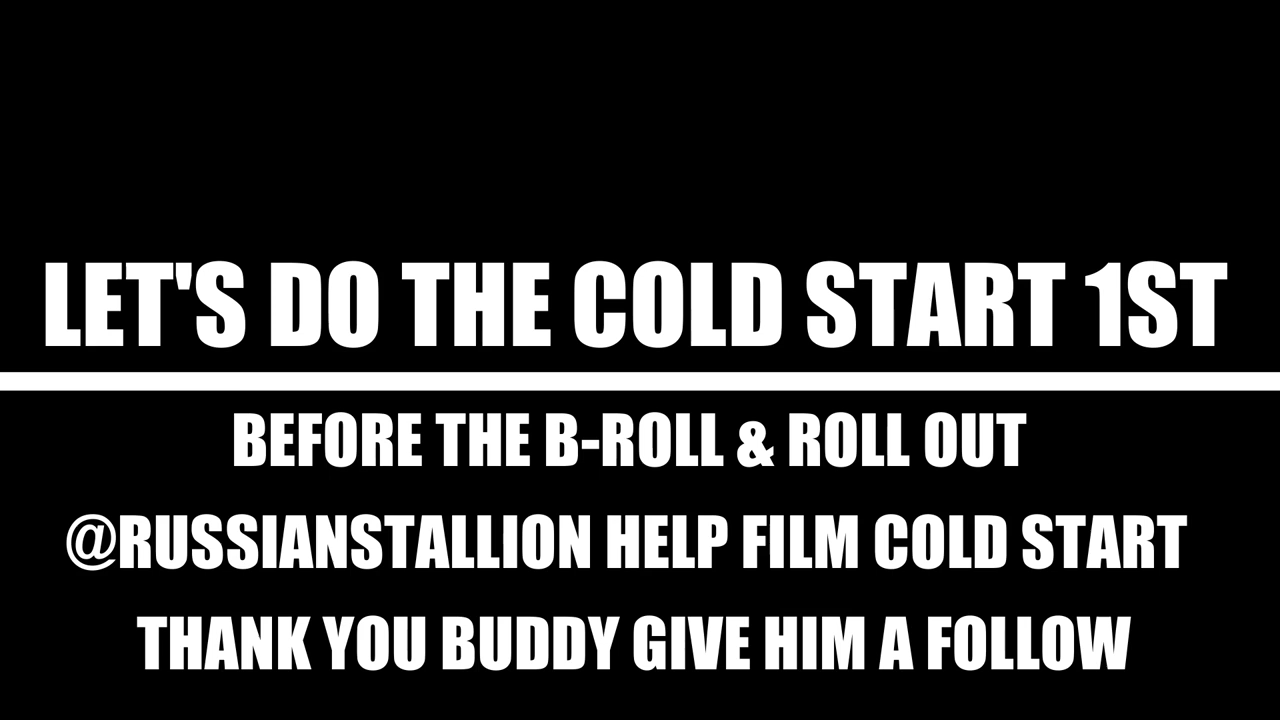 LET'S DO THE COLD START 1ST
BEFORE THE B-ROLL & ROLL OUT
@RUSSIANSTALLION HELP FILM COLD START
THANK YOU BUDDY GIVE HIM A FOLLOW